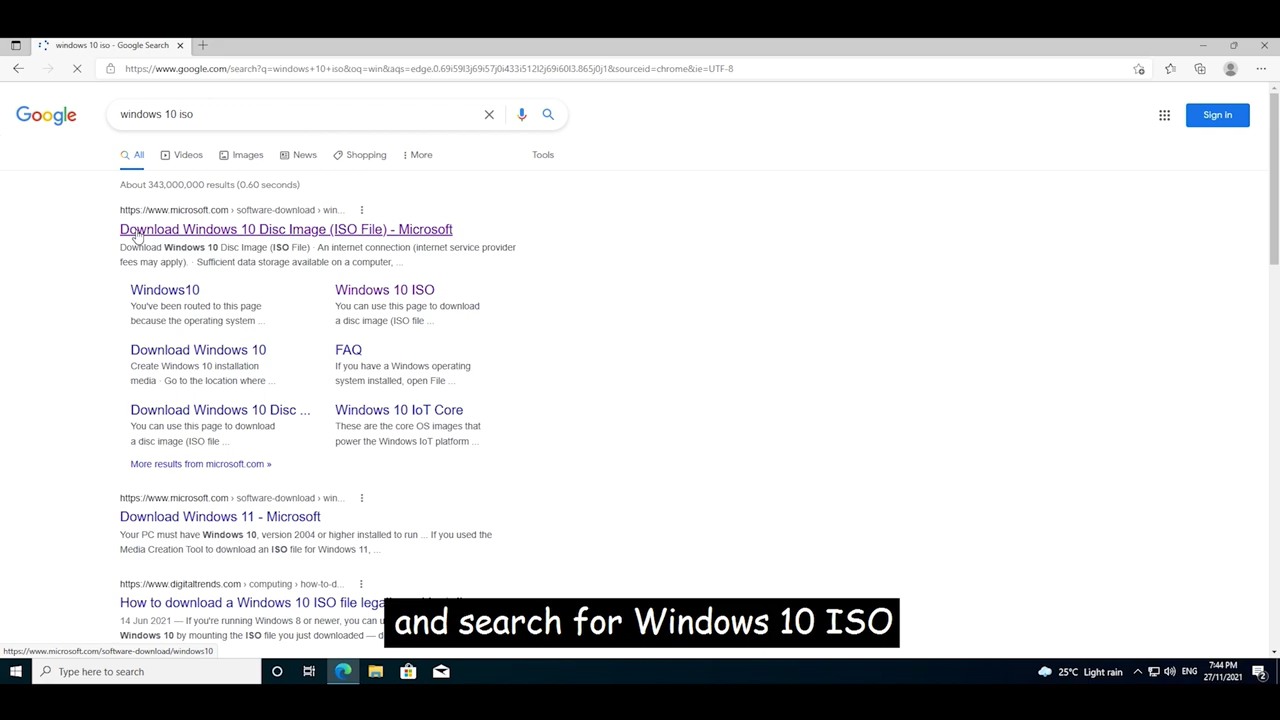 windows 10 iso - Google Search
https://www.google.com/search?q=windows+10+iso&oq=win&aqs=edge.0.69i59l3j69i57j0i433i512l2j69i60l3.865j0j1&sourceid=chrome&ie=UTF-8
Google
windows 10 iso
Sign in
All
Videos
Images
News
Shopping
More
Tools
About 343,000,000 results (0.60 seconds)
https://www.microsoft.com › software-download › win...
Download Windows 10 Disc Image (ISO File) - Microsoft
Download Windows 10 Disc Image (ISO File) · An internet connection (internet service provider
fees may apply). · Sufficient data storage available on a computer, ...
Windows10
You've been routed to this page
because the operating system ...
Windows 10 ISO
You can use this page to download
a disc image (ISO file ...
Download Windows 10
Create Windows 10 installation
media · Go to the location where ...
FAQ
If you have a Windows operating
system installed, open File ...
Download Windows 10 Disc ...
You can use this page to download
a disc image (ISO file ...
Windows 10 IoT Core
These are the core OS images that
power the Windows IoT platform ...
More results from microsoft.com »
https://www.microsoft.com › software-download › win...
Download Windows 11 - Microsoft
Your PC must have Windows 10, version 2004 or higher installed to run ... If you used the
Media Creation Tool to download an ISO file for Windows 11, ...
https://www.digitaltrends.com › computing › how-to-d...
How to download a Windows 10 ISO file
14 Jun 2021 — If you're running Windows 8 or newer, you can
Windows 10 by mounting the ISO file you just downloaded —
and search for Windows 10 ISO
https://www.microsoft.com/software-download/windows10
Type here to search
25°C Light rain
ENG
7:44 PM
27/11/2021
2